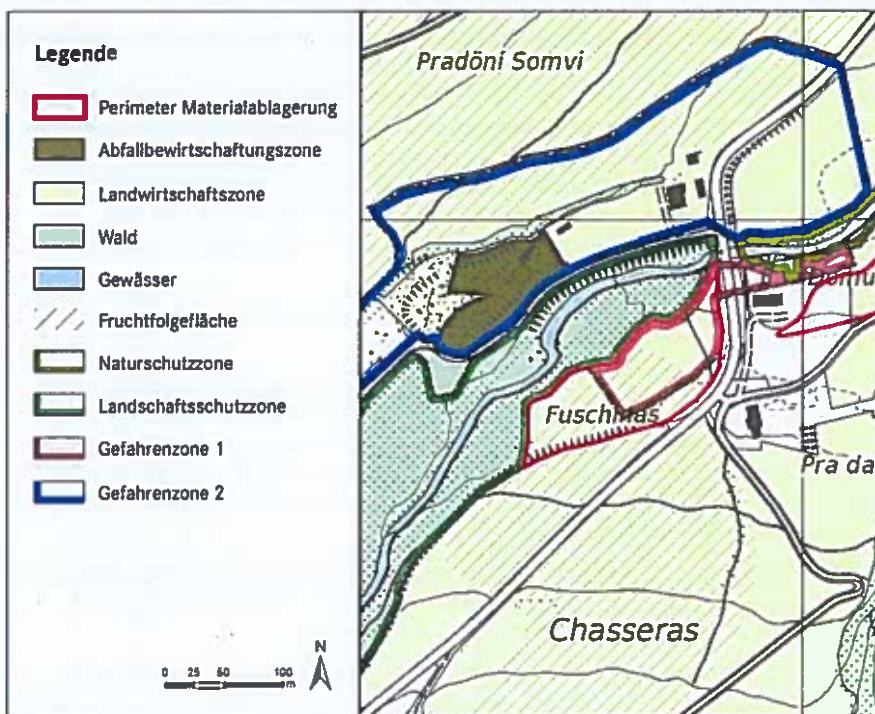 Legende
Perimeter Materialablagerung
Abfallbewirtschaftungszone
Landwirtschaftszone
Wald
Gewässer
Fruchtfolgefläche
Naturschutzzone
Landschaftsschutzzone
Gefahrenzone 1
Gefahrenzone 2
N
0 25 50 100
m
Pradöni Somvi
Fuschinas
Pra da
Chasseras